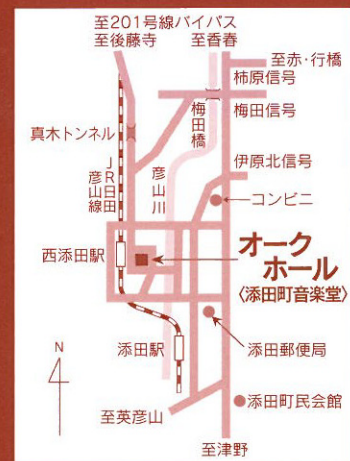 至201号線バイパス
至後藤寺
至香春
至赤・行橋
柿原信号
梅田信号
梅田橋
真木トンネル
伊原北信号
JR日田
彦山線
彦山川
コンビニ
西添田駅
オーク
ホール
〈添田町音楽堂〉
添田駅
添田郵便局
N
添田町民会館
至英彦山
至津野